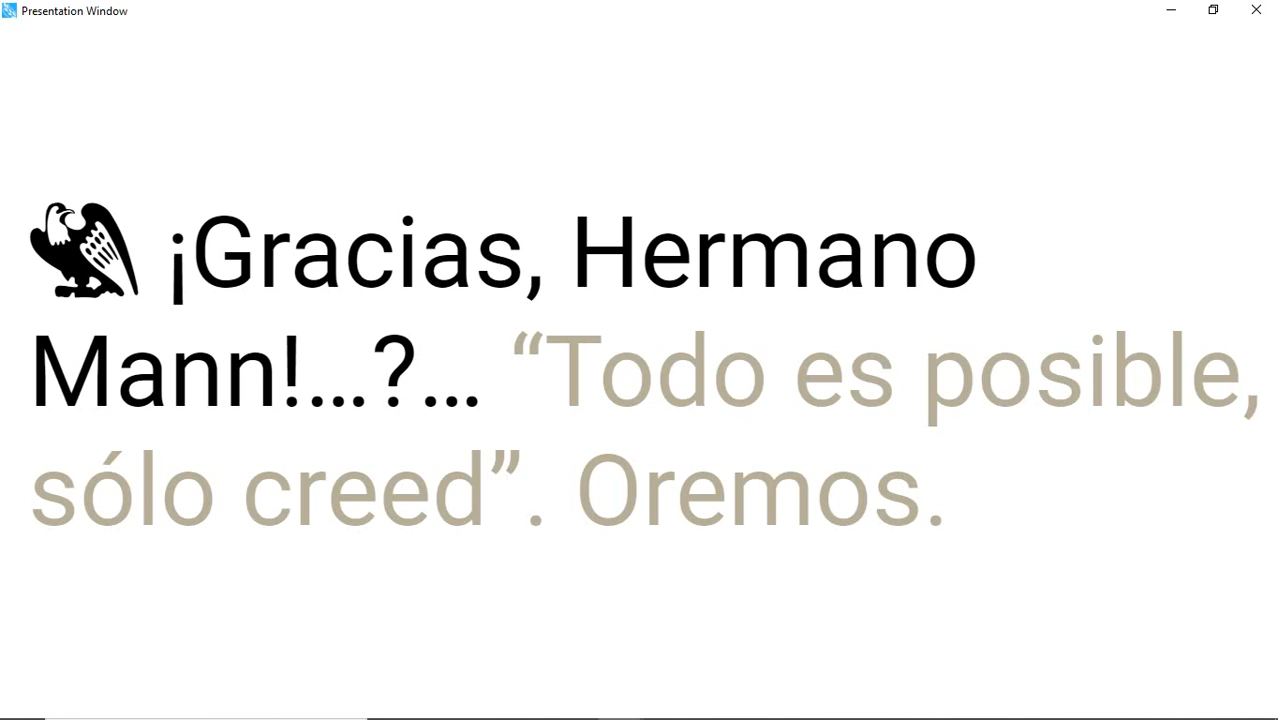 Presentation Window
¡Gracias, Hermano
Mann!...?... “Todo es posible,
sólo creed”. Oremos.